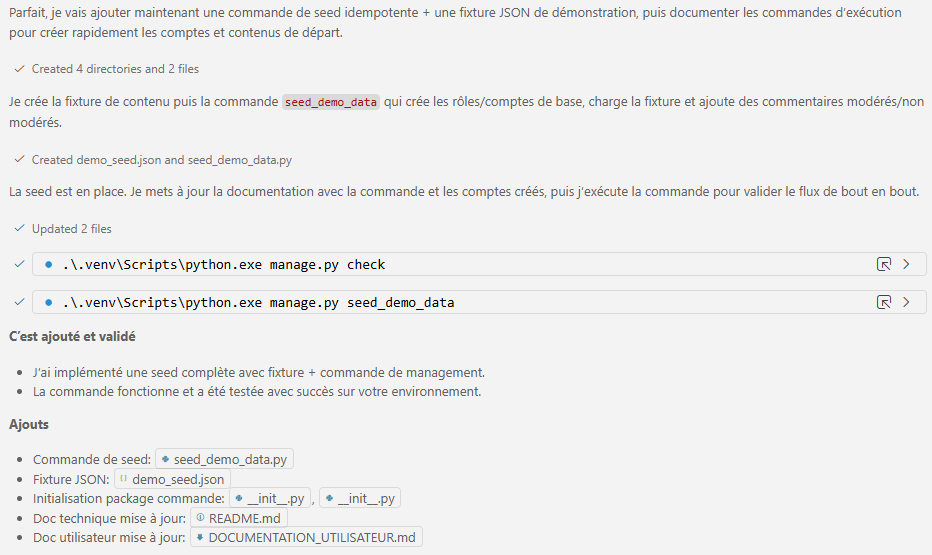 Parfait, je vais ajouter maintenant une commande de seed idempotente + une fixture JSON de démonstration, puis documenter les commandes d’exécution
pour créer rapidement les comptes et contenus de départ.
Created 4 directories and 2 files
Je crée la fixture de contenu puis la commande seed_demo_data qui crée les rôles/comptes de base, charge la fixture et ajoute des commentaires modérés/non
modérés.
Created demo_seed.json and seed_demo_data.py
La seed est en place. Je mets à jour la documentation avec la commande et les comptes créés, puis j’exécute la commande pour valider le flux de bout en bout.
Updated 2 files
.\.venv\Scripts\python.exe manage.py check
.\.venv\Scripts\python.exe manage.py seed_demo_data
C’est ajouté et validé
J’ai implémenté une seed complète avec fixture + commande de management.
La commande fonctionne et a été testée avec succès sur votre environnement.
Ajouts
Commande de seed: seed_demo_data.py
Fixture JSON: demo_seed.json
Initialisation package commande: __init__.py, __init__.py
Doc technique mise à jour: README.md
Doc utilisateur mise à jour: DOCUMENTATION_UTILISATEUR.md